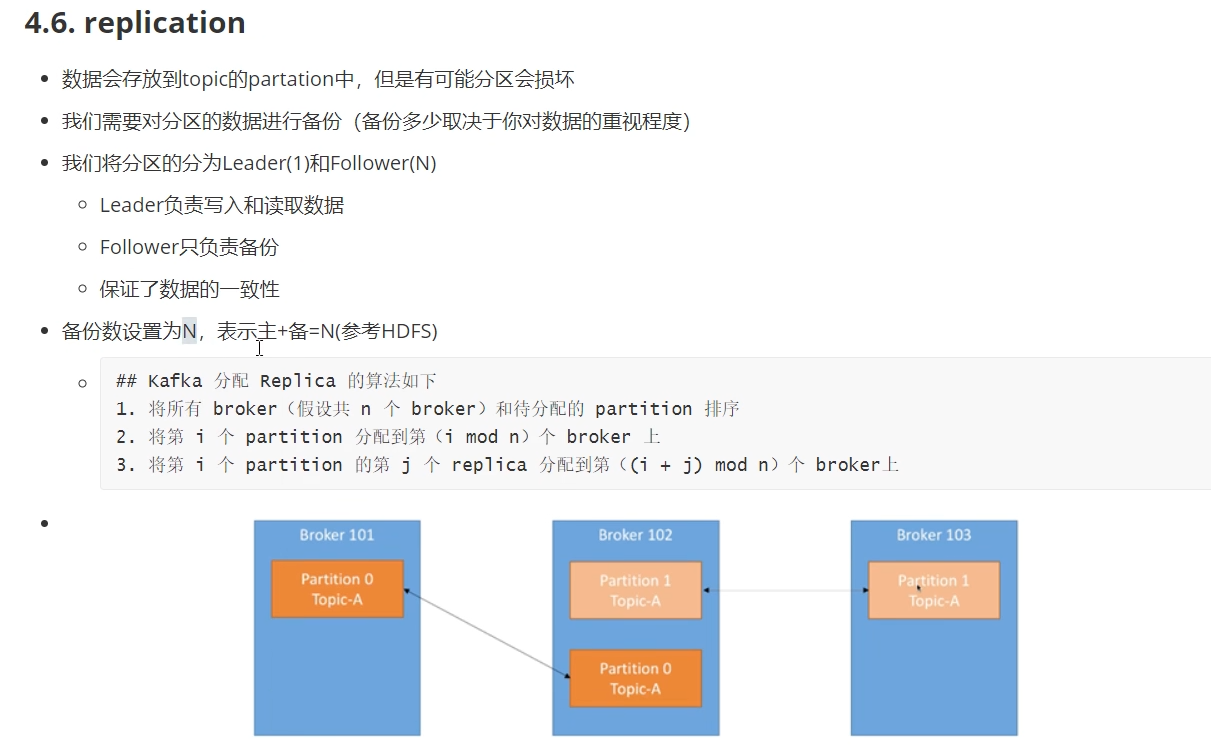 4.6. replication
数据会存放到topic的partation中，但是有可能分区会损坏
我们需要对分区的数据进行备份（备份多少取决于你对数据的重视程度）
我们将分区的分为Leader(1)和Follower(N)
Leader负责写入和读取数据
Follower只负责备份
保证了数据的一致性
备份数设置为N，表示主+备=N(参考HDFS)
## Kafka 分配 Replica 的算法如下
1. 将所有 broker（假设共 n 个 broker）和待分配的 partition 排序
2. 将第 i 个 partition 分配到第（i mod n）个 broker 上
3. 将第 i 个 partition 的第 j 个 replica 分配到第（(i + j) mod n）个 broker上
Broker 101
Partition 0
Topic-A
Broker 102
Partition 1
Topic-A
Partition 0
Topic-A
Broker 103
Partition 1
Topic-A